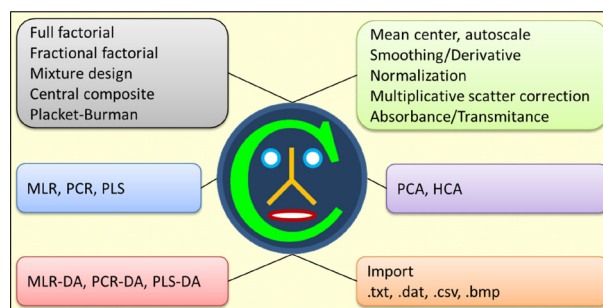 Full factorial
Fractional factorial
Mixture design
Central composite
Placket-Burman
Mean center, autoscale
Smoothing/Derivative
Normalization
Multiplicative scatter correction
Absorbance/Transmitance
MLR, PCR, PLS
PCA, HCA
MLR-DA, PCR-DA, PLS-DA
Import
.txt, .dat, .csv, .bmp